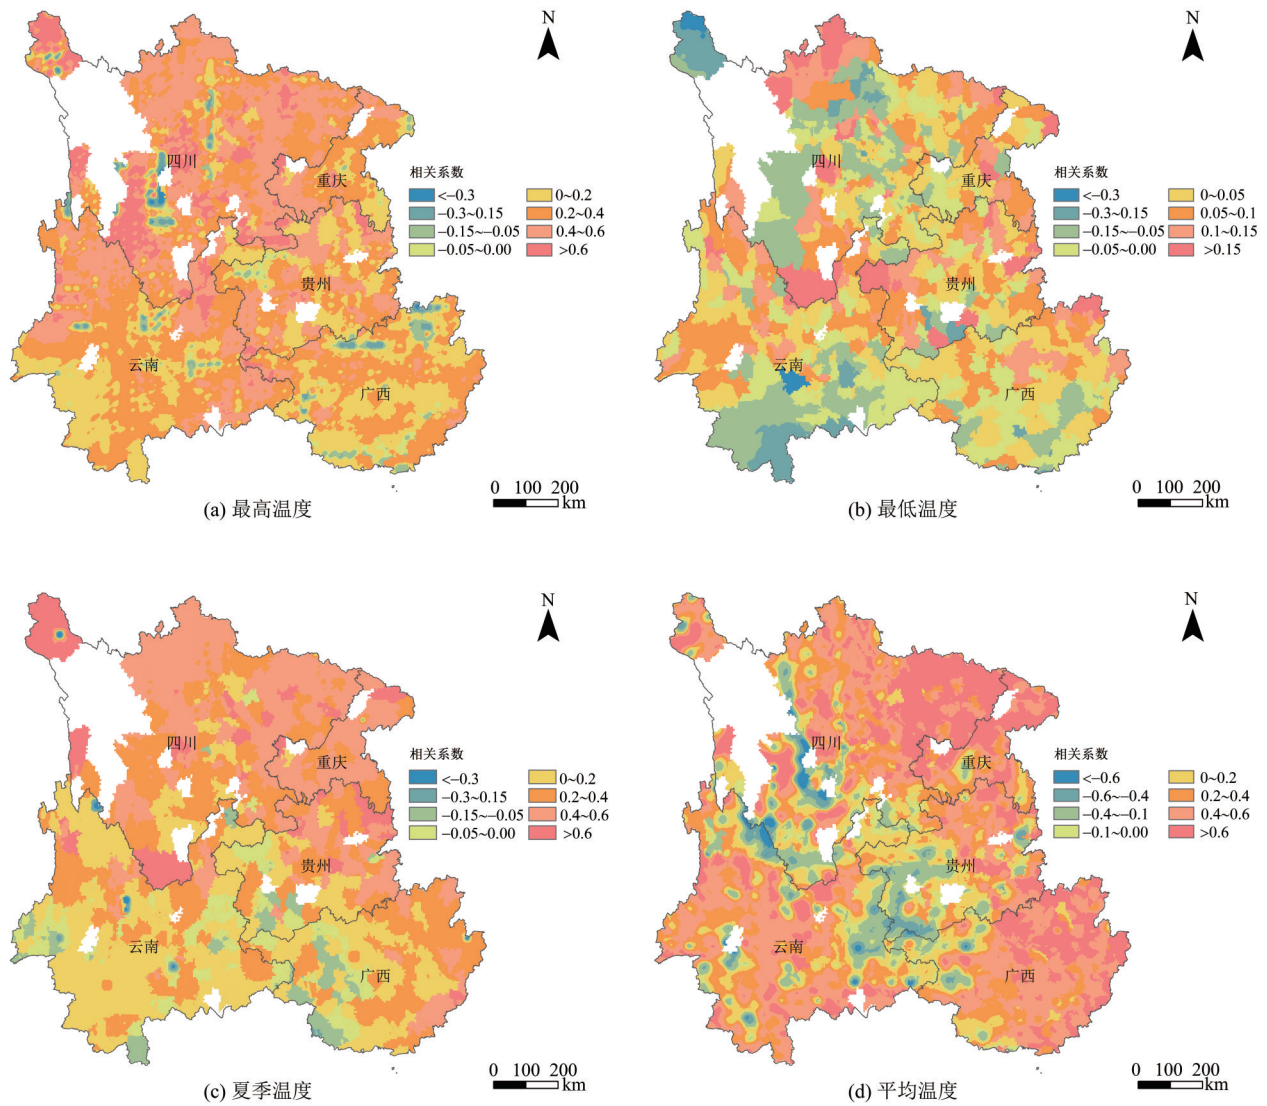 N
四川
重庆
贵州
云南
广西
相关系数
<−0.3
−0.3~0.15
−0.15~−0.05
−0.05~0.00
0~0.2
0.2~0.4
0.4~0.6
>0.6
0 100 200
km
(a) 最高温度
N
四川
重庆
贵州
云南
广西
相关系数
<−0.3
−0.3~0.15
−0.15~−0.05
−0.05~0.00
0~0.05
0.05~0.1
0.1~0.15
>0.15
0 100 200
km
(b) 最低温度
N
四川
重庆
贵州
云南
广西
相关系数
<−0.3
−0.3~0.15
−0.15~−0.05
−0.05~0.00
0~0.2
0.2~0.4
0.4~0.6
>0.6
0 100 200
km
(c) 夏季温度
N
四川
重庆
贵州
云南
广西
相关系数
<−0.6
−0.6~−0.4
−0.4~−0.1
−0.1~0.00
0~0.2
0.2~0.4
0.4~0.6
>0.6
0 100 200
km
(d) 平均温度